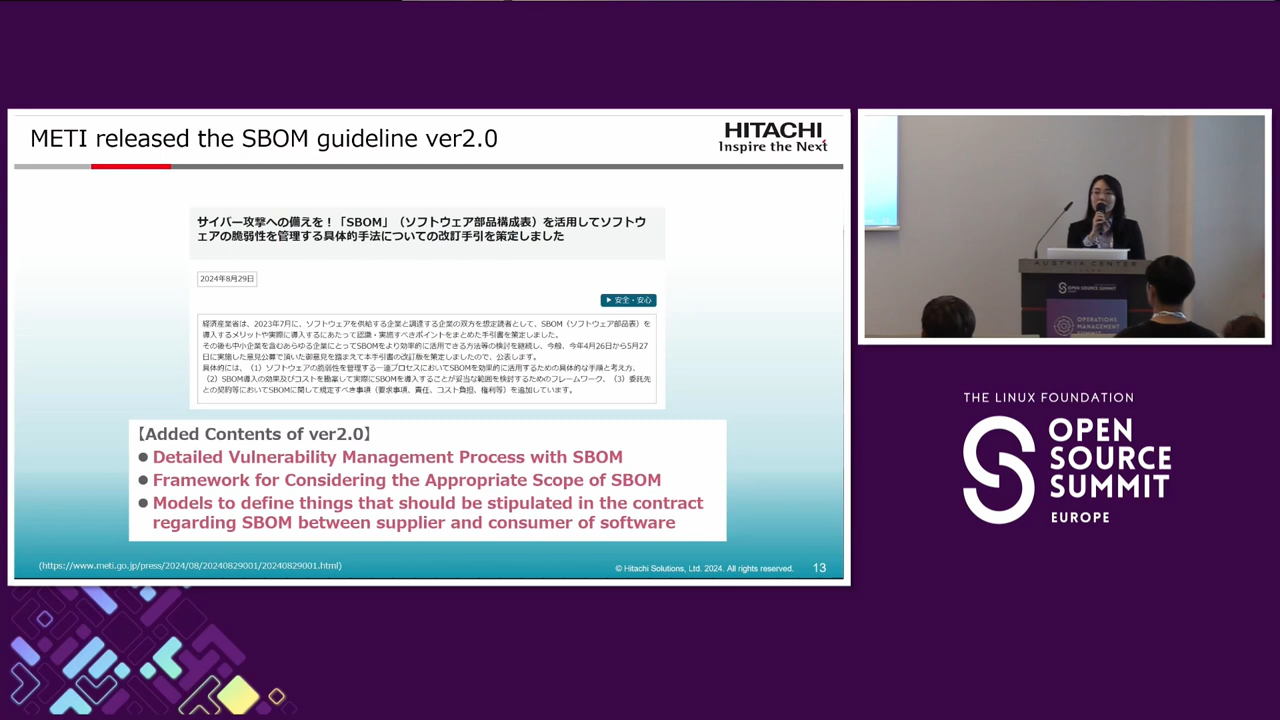 METI released the SBOM guideline ver2.0
HITACHI
Inspire the Next
サイバー攻撃への備えを！「SBOM」（ソフトウェア部品構成表）を活用してソフトウ
ェアの脆弱性を管理する具体的手法についての改訂手引を策定しました
2024年8月29日
▶ 安全・安心
経済産業省は、2023年7月に、ソフトウェアを供給する企業と調達する企業の双方を想定読者として、SBOM（ソフトウェア部品表）を
導入するメリットや実際に導入するにあたって認識・実施すべきポイントをまとめた手引書を策定しました。
その後も中小企業を含むあらゆる企業にとってSBOMをより効率的に活用できる方法等の検討を継続し、今般、今年4月26日から5月27
日に実施した意見公募で頂いた御意見を踏まえて本手引書の改訂版を策定しましたので、公表します。
具体的には、（1）ソフトウェアの脆弱性を管理する一連プロセスにおいてSBOMを効果的に活用するための具体的な手順と考え方、
（2）SBOM導入の効果及びコストを勘案して実際にSBOMを導入することが妥当な範囲を検討するためのフレームワーク、（3）委託先
との契約等においてSBOMに関して規定すべき事項（要求事項、責任、コスト負担、権利等）を追加しています。
【Added Contents of ver2.0】
● Detailed Vulnerability Management Process with SBOM
● Framework for Considering the Appropriate Scope of SBOM
● Models to define things that should be stipulated in the contract
regarding SBOM between supplier and consumer of software
(https://www.meti.go.jp/press/2024/08/20240829001/20240829001.html)
© Hitachi Solutions, Ltd. 2024. All rights reserved.
13
AUSTRIA CENTER
OPEN SOURCE SUMMIT
OPERATIONS
MANAGEMENT
THE LINUX FOUNDATION
OPEN
SOURCE
SUMMIT
EUROPE